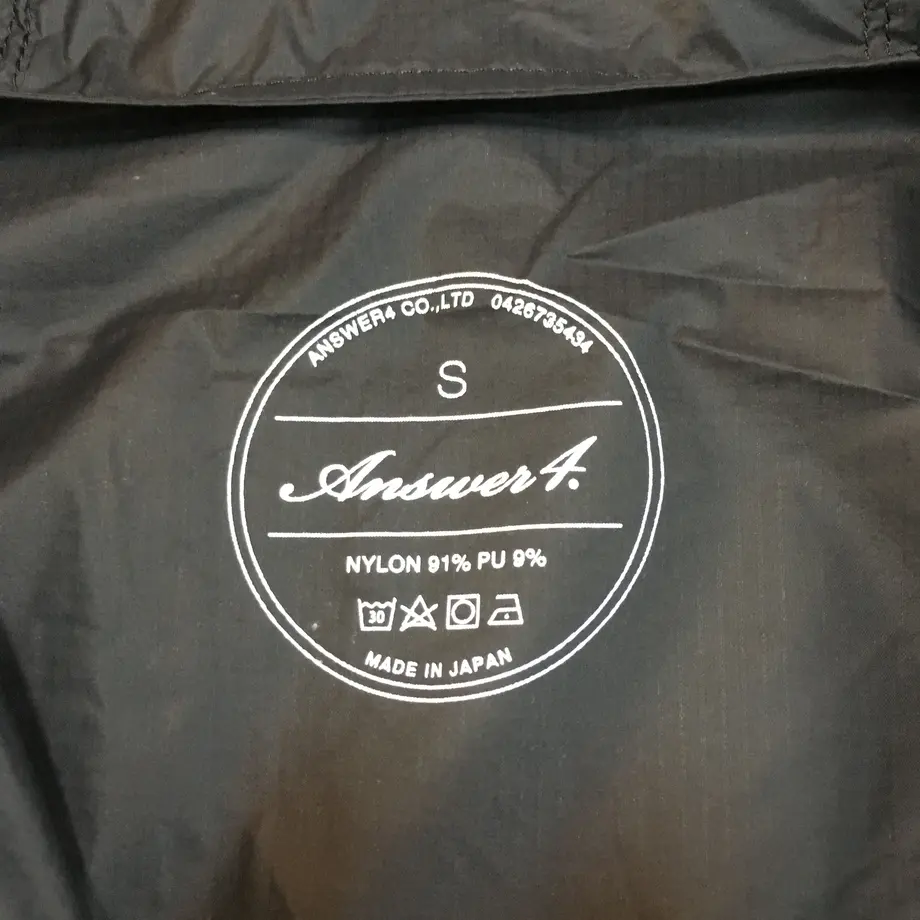 ANSWER4 CO.,LTD 0426735434
S
Answer4.
NYLON 91% PU 9%
30
MADE IN JAPAN